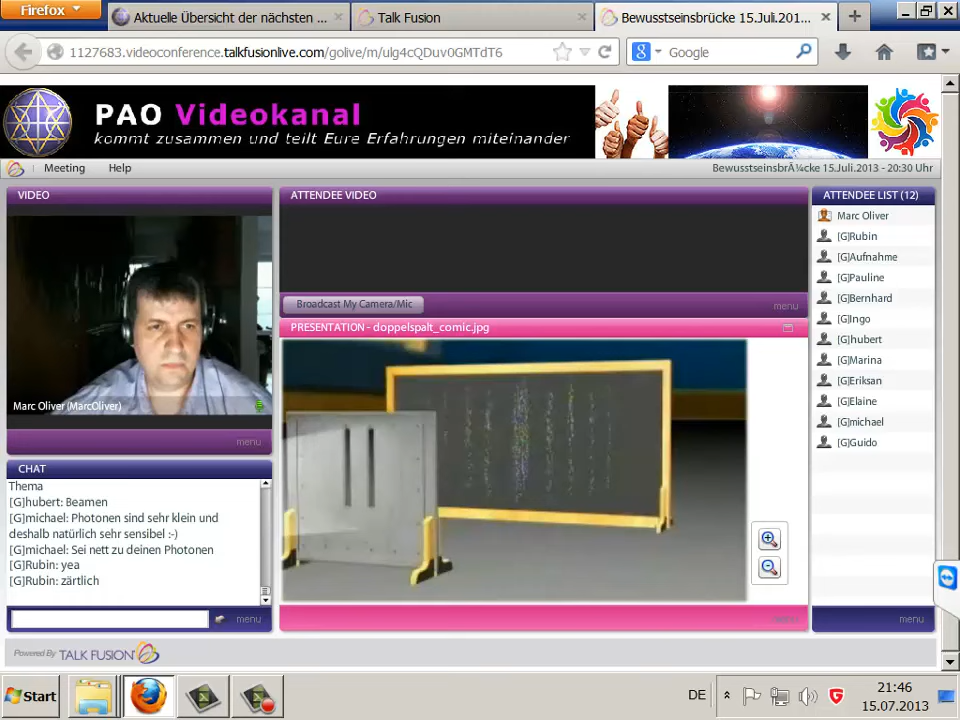 Firefox
Aktuelle Übersicht der nächsten ...
Talk Fusion
Bewusstseinsbrücke 15.Jul.201...
1127683.videoconference.talkfusionlive.com/golive/m/ulg4cQDuv0GMTdT6
Google
PAO Videokanal
kommt zusammen und teilt Eure Erfahrungen miteinander
Meeting
Help
BewusstseinsbrÃ¼cke 15.Juli.2013 - 20:30 Uhr
VIDEO
Marc Oliver (MarcOliver)
menu
CHAT
Thema
[G]hubert: Beamen
[G]michael: Photonen sind sehr klein und
deshalb natürlich sehr sensibel :-)
[G]michael: Sei nett zu deinen Photonen
[G]Rubin: yea
[G]Rubin: zärtlich
menu
ATTENDEE VIDEO
Broadcast My Camera/Mic
menu
PRESENTATION - doppelspalt_comic.jpg
menu
ATTENDEE LIST (12)
Marc Oliver
[G]Rubin
[G]Aufnahme
[G]Pauline
[G]Bernhard
[G]Ingo
[G]hubert
[G]Marina
[G]Eriksan
[G]Elaine
[G]michael
[G]Guido
menu
Powered By TALK FUSION
Start
DE
21:46
15.07.2013